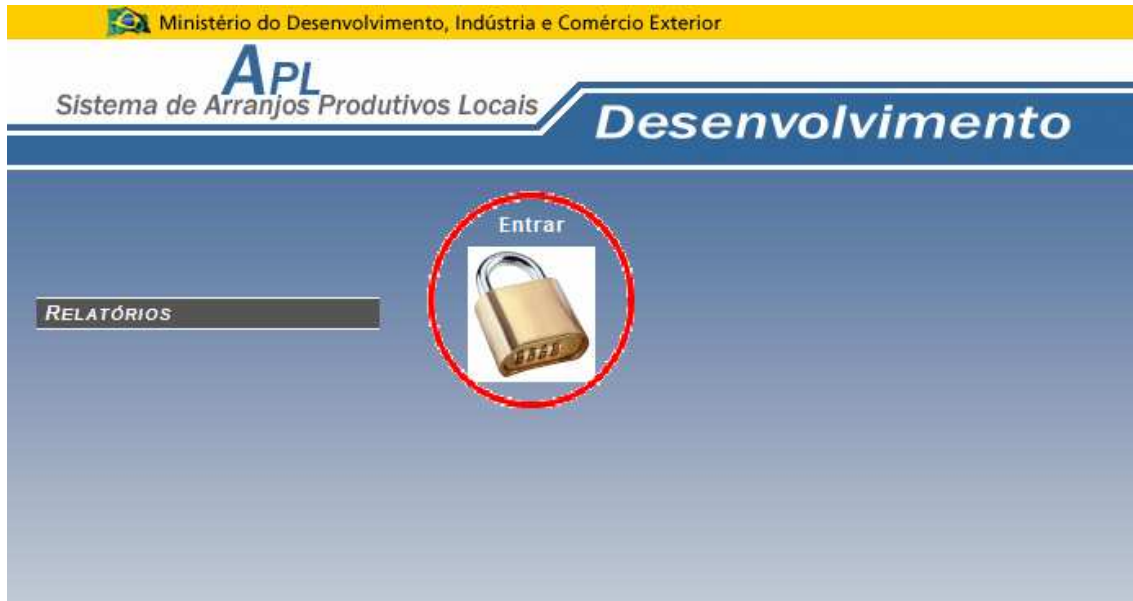 Ministério do Desenvolvimento, Indústria e Comércio Exterior
APL
Sistema de Arranjos Produtivos Locais
Desenvolvimento
Entrar
RELATÓRIOS